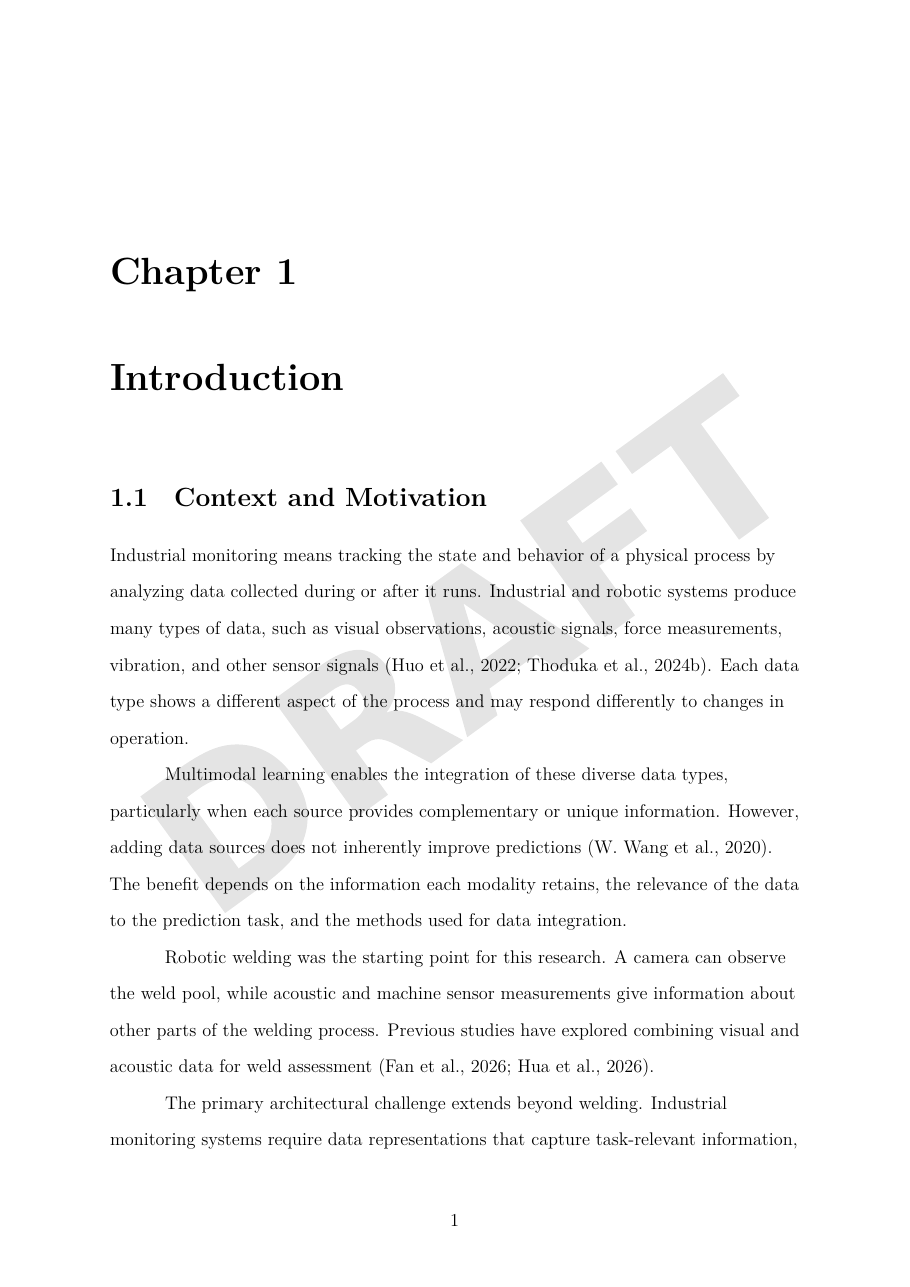 Chapter 1
Introduction
1.1 Context and Motivation
Industrial monitoring means tracking the state and behavior of a physical process by
analyzing data collected during or after it runs. Industrial and robotic systems produce
many types of data, such as visual observations, acoustic signals, force measurements,
vibration, and other sensor signals (Huo et al., 2022; Thoduka et al., 2024b). Each data
type shows a different aspect of the process and may respond differently to changes in
operation.
Multimodal learning enables the integration of these diverse data types,
particularly when each source provides complementary or unique information. However,
adding data sources does not inherently improve predictions (W. Wang et al., 2020).
The benefit depends on the information each modality retains, the relevance of the data
to the prediction task, and the methods used for data integration.
Robotic welding was the starting point for this research. A camera can observe
the weld pool, while acoustic and machine sensor measurements give information about
other parts of the welding process. Previous studies have explored combining visual and
acoustic data for weld assessment (Fan et al., 2026; Hua et al., 2026).
The primary architectural challenge extends beyond welding. Industrial
monitoring systems require data representations that capture task-relevant information,
1
DRAFT